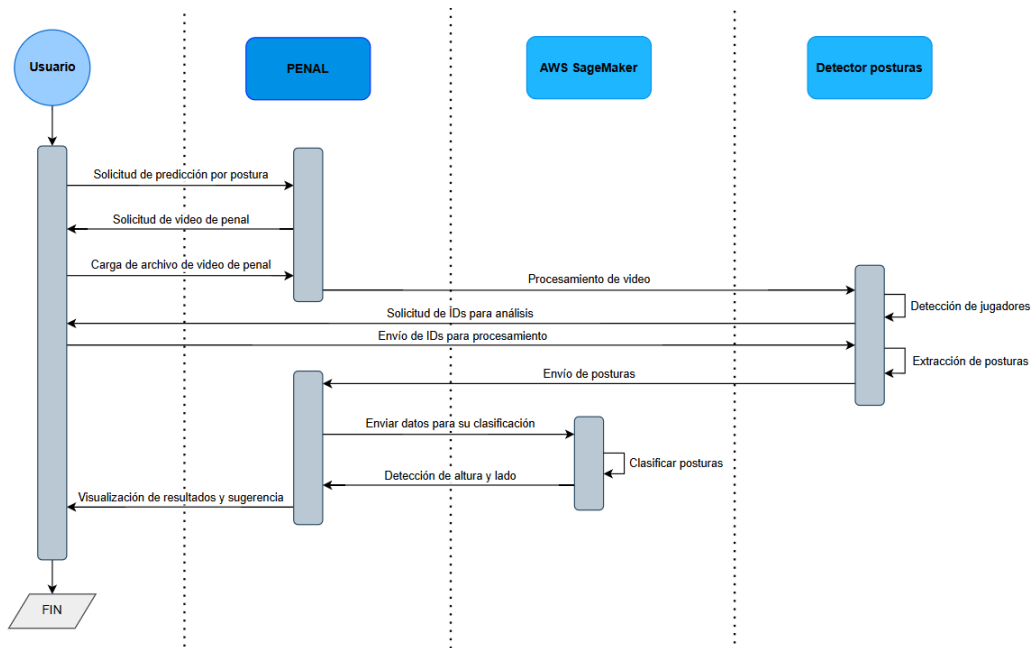 Usuario
PENAL
AWS SageMaker
Detector posturas
Solicitud de predicción por postura
Solicitud de video de penal
Carga de archivo de video de penal
Procesamiento de video
Detección de jugadores
Solicitud de IDs para análisis
Envío de IDs para procesamiento
Extracción de posturas
Envío de posturas
Enviar datos para su clasificación
Clasificar posturas
Detección de altura y lado
Visualización de resultados y sugerencia
FIN